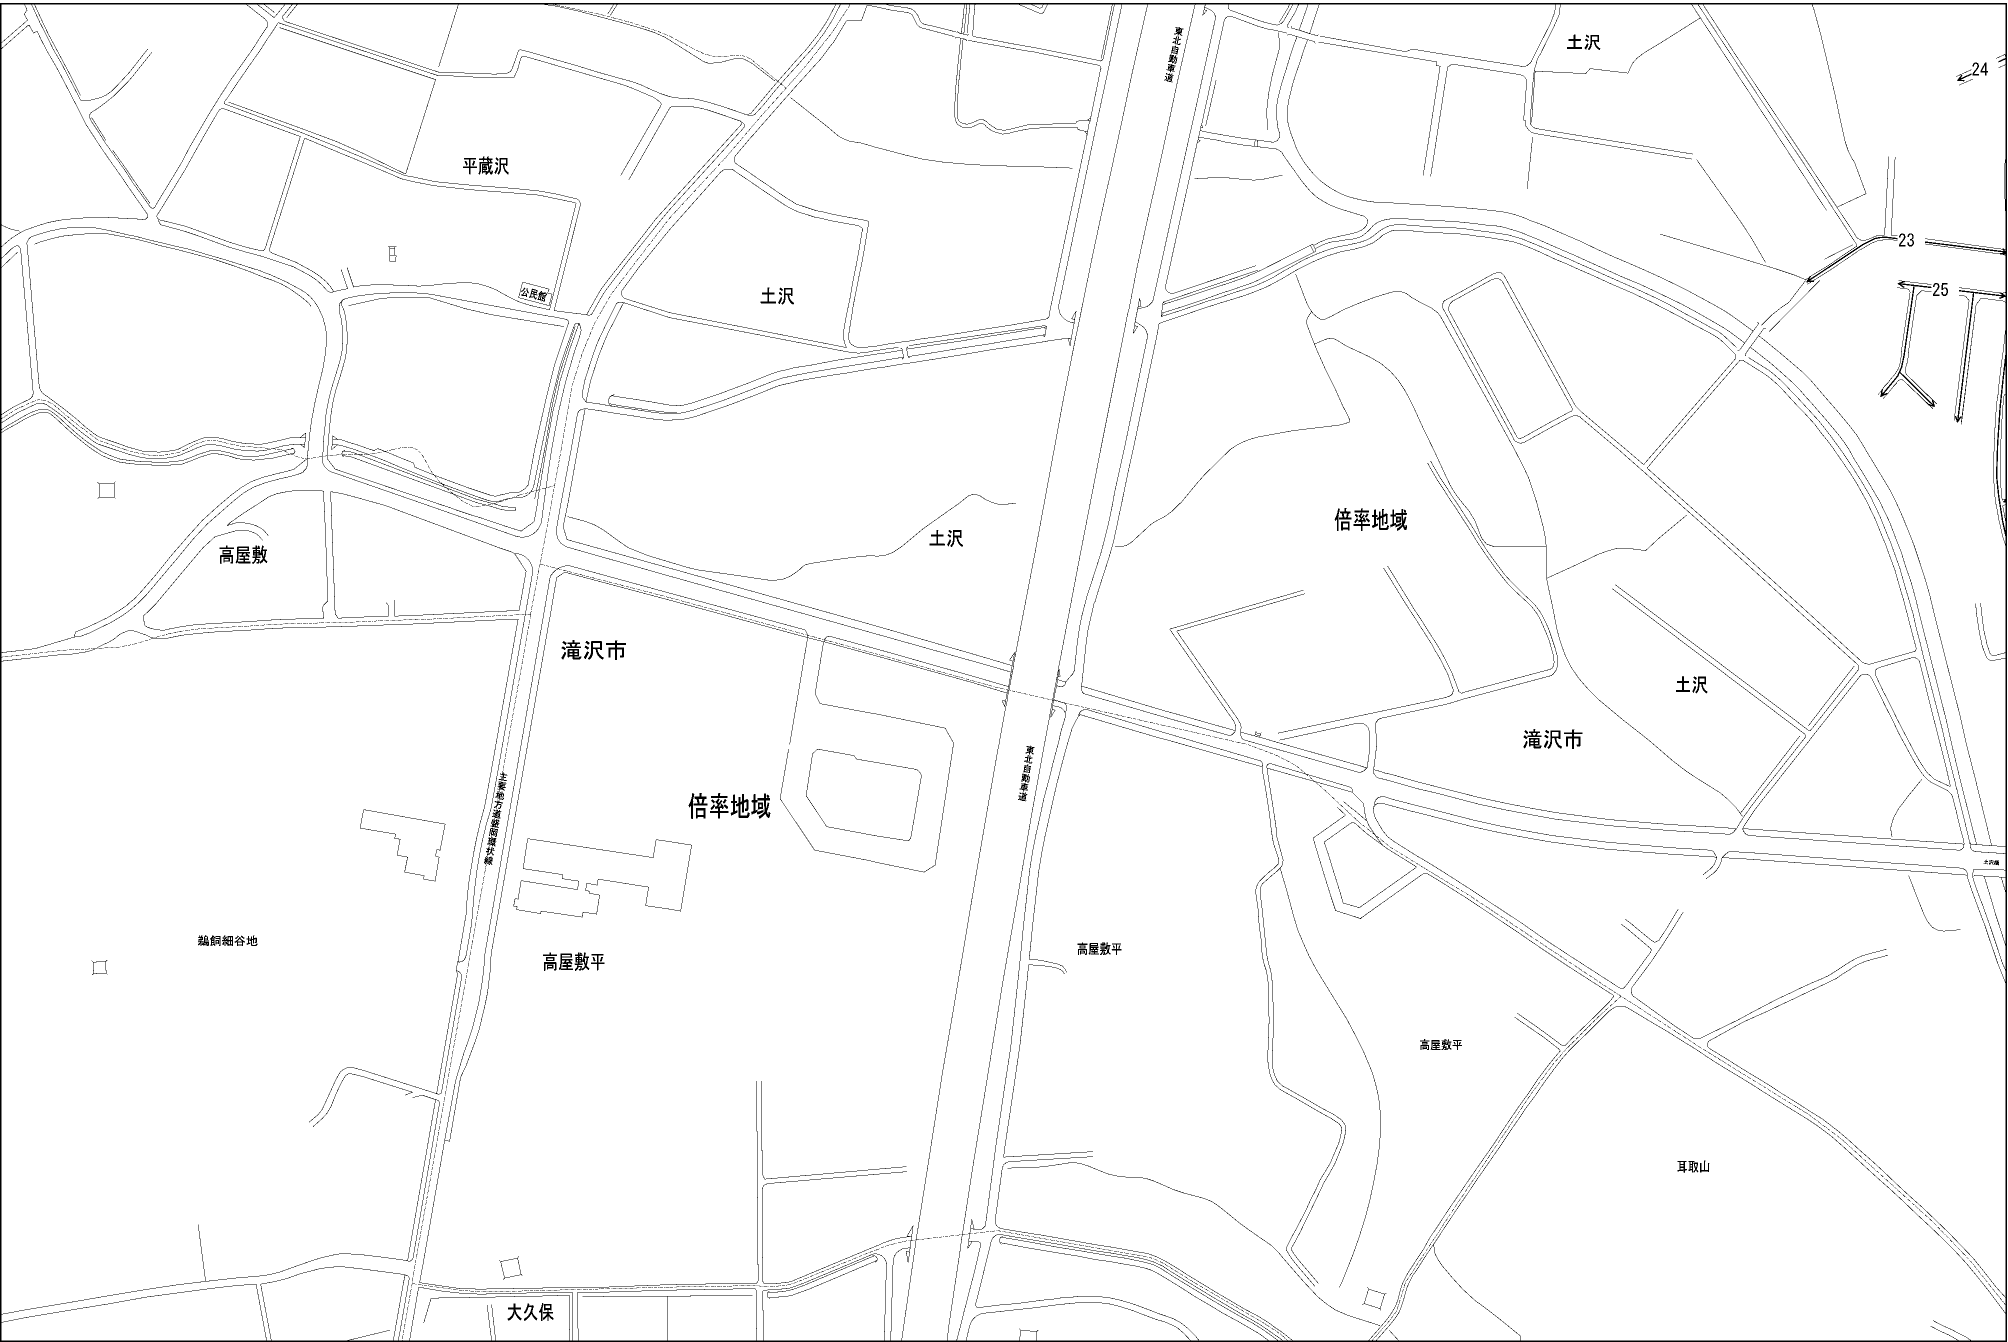 土沢
東北自動車道
24
平蔵沢
23
公民館
土沢
25
倍率地域
土沢
高屋敷
滝沢市
土沢
滝沢市
東北自動車道
主要地方道盛岡環状線
倍率地域
鵜飼細谷地
高屋敷平
高屋敷平
高屋敷平
耳取山
大久保